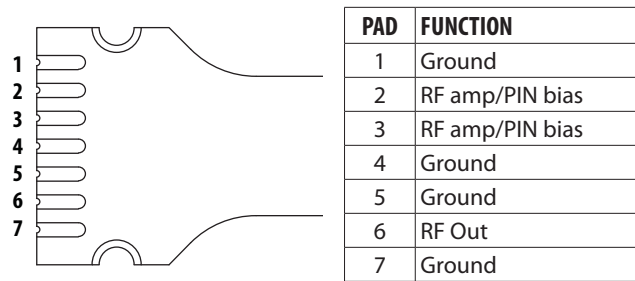 1
2
3
4
5
6
7
PAD FUNCTION
1 Ground
2 RF amp/PIN bias
3 RF amp/PIN bias
4 Ground
5 Ground
6 RF Out
7 Ground